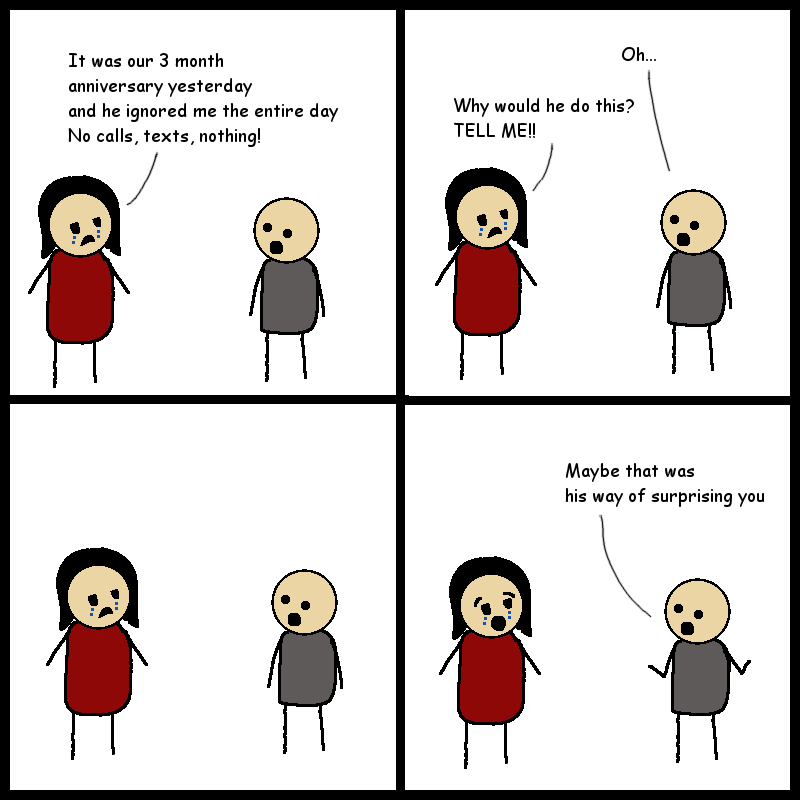 It was our 3 month
anniversary yesterday
and he ignored me the entire day
No calls, texts, nothing!
Oh...
Why would he do this?
TELL ME!!
Maybe that was
his way of surprising you